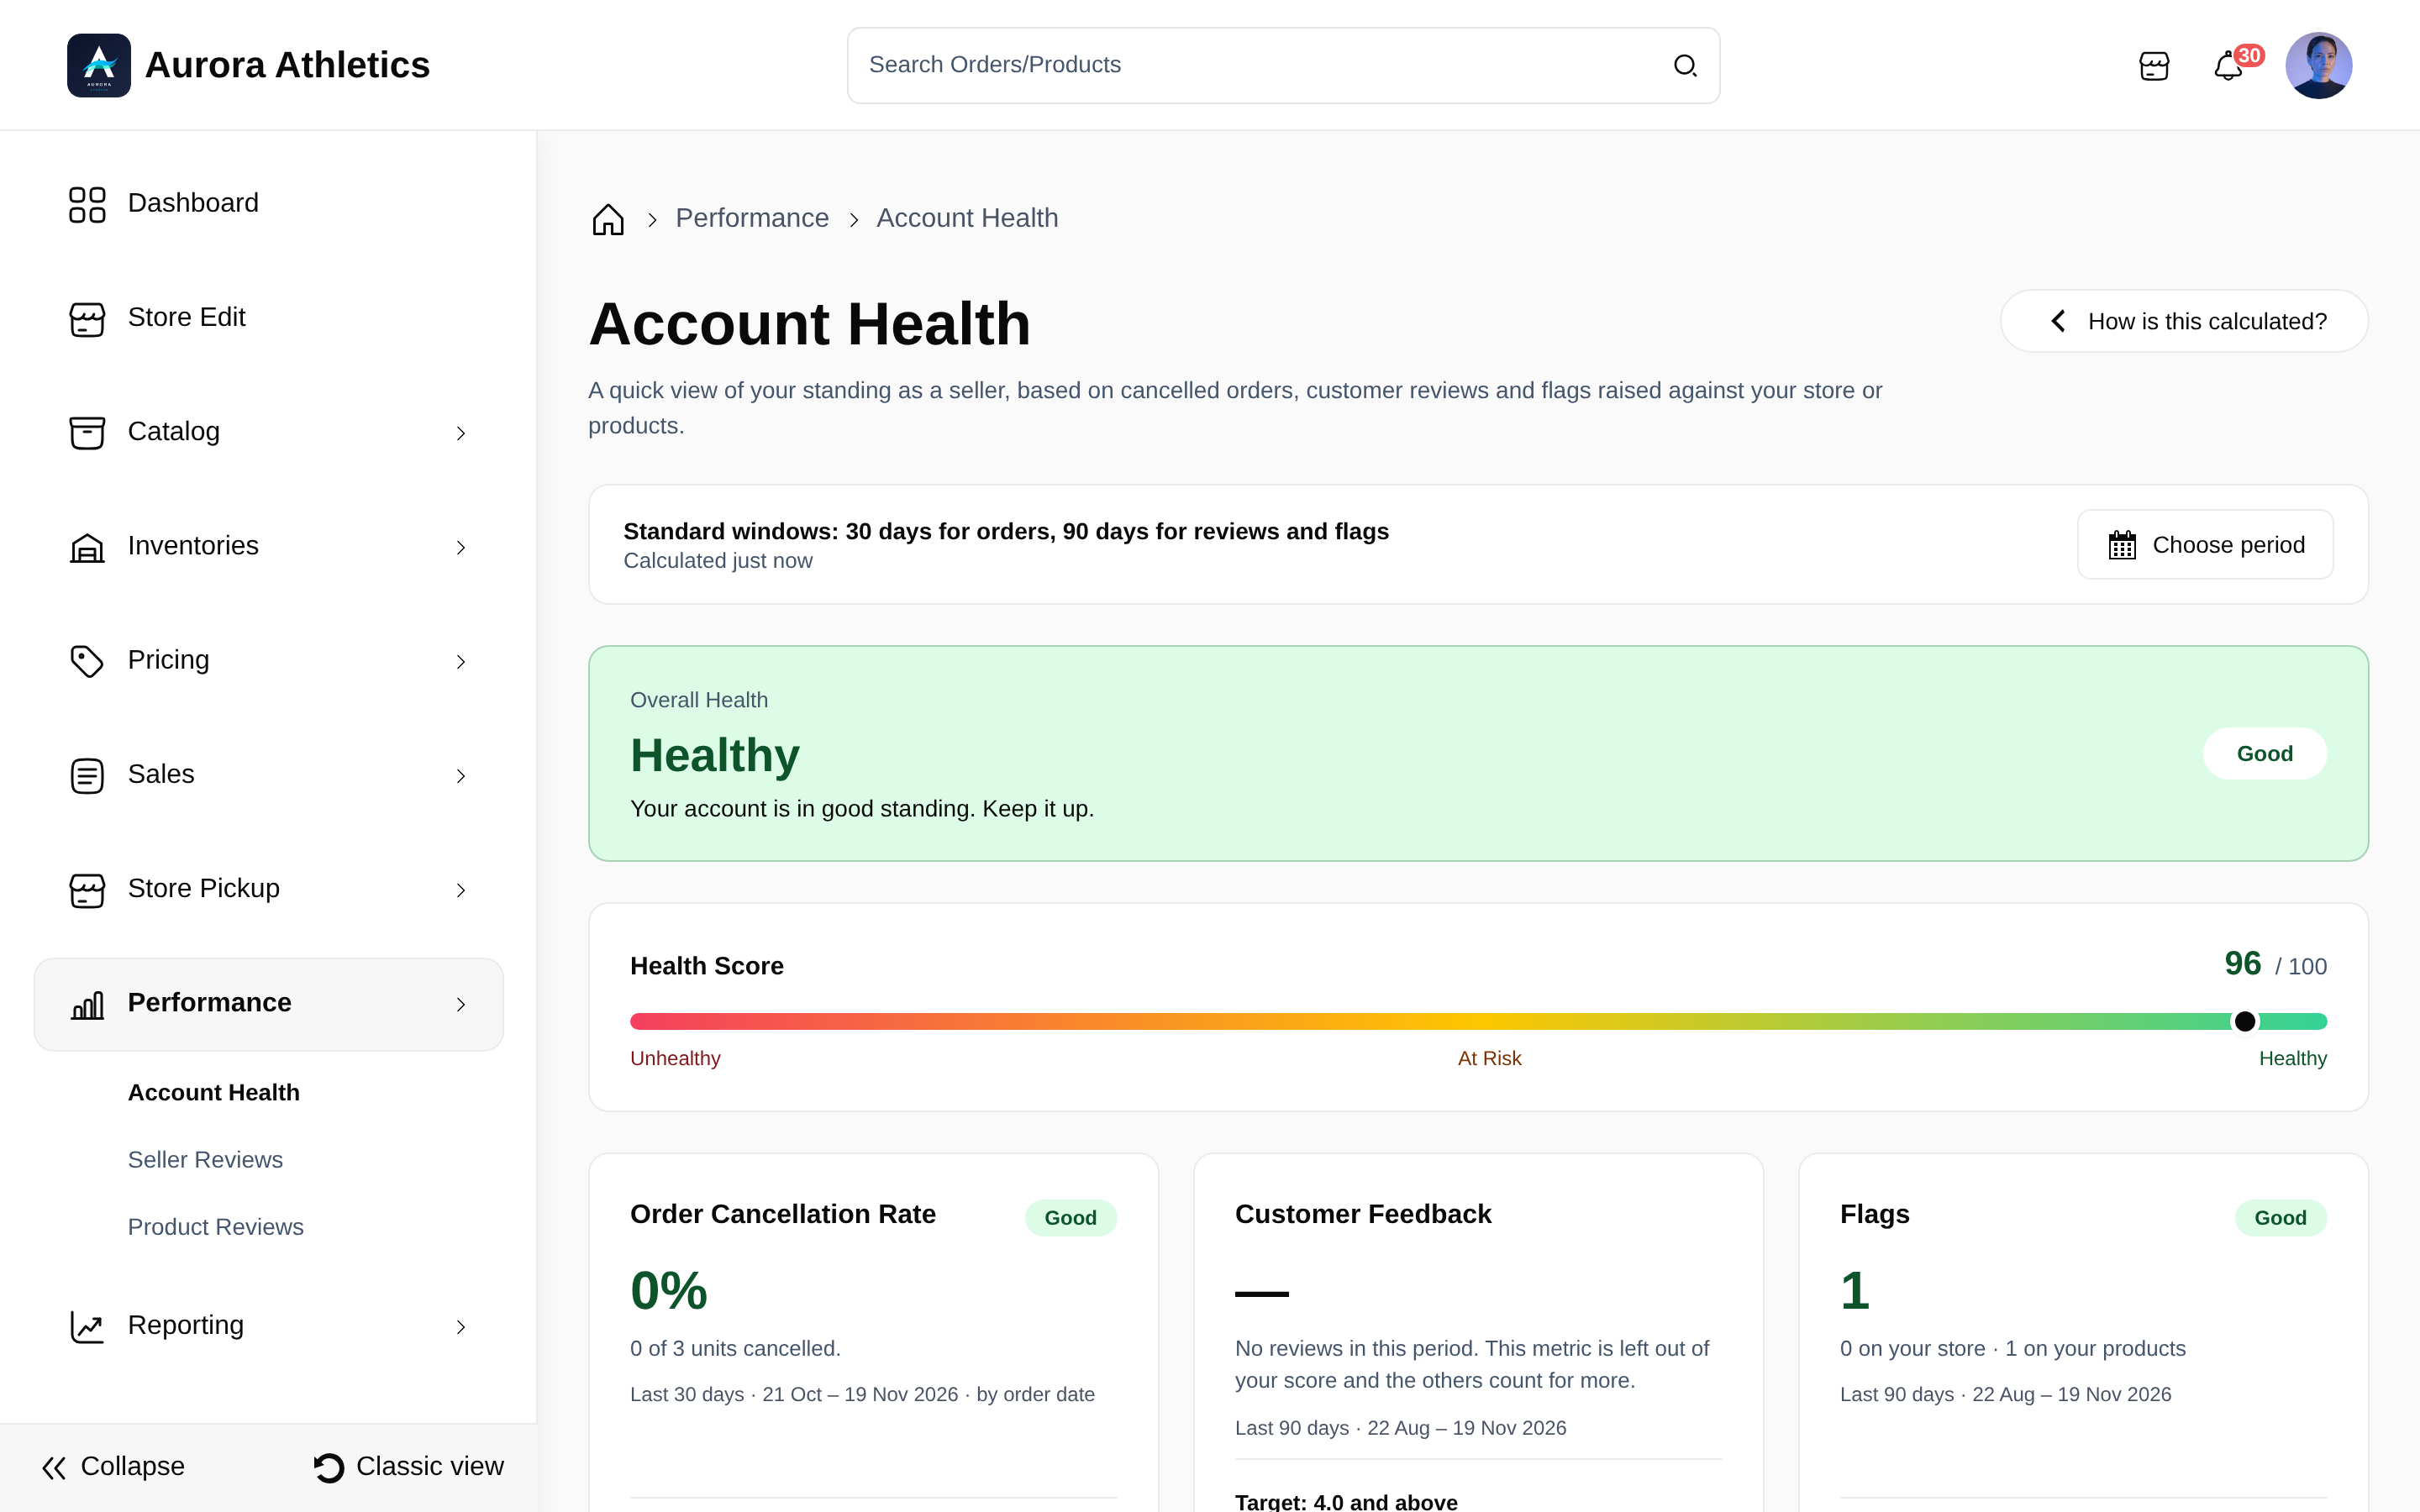 AURORA
Aurora Athletics
Search Orders/Products
30
Dashboard
Store Edit
Catalog
Inventories
Pricing
Sales
Store Pickup
Performance
Account Health
Seller Reviews
Product Reviews
Reporting
Collapse
Classic view
Performance
Account Health
Account Health
How is this calculated?
A quick view of your standing as a seller, based on cancelled orders, customer reviews and flags raised against your store or
products.
Standard windows: 30 days for orders, 90 days for reviews and flags
Calculated just now
Choose period
Overall Health
Healthy
Your account is in good standing. Keep it up.
Good
Health Score
96 / 100
Unhealthy
At Risk
Healthy
Order Cancellation Rate
Good
0%
0 of 3 units cancelled.
Last 30 days · 21 Oct – 19 Nov 2026 · by order date
Customer Feedback
—
No reviews in this period. This metric is left out of
your score and the others count for more.
Last 90 days · 22 Aug – 19 Nov 2026
Target: 4.0 and above
Flags
Good
1
0 on your store · 1 on your products
Last 90 days · 22 Aug – 19 Nov 2026